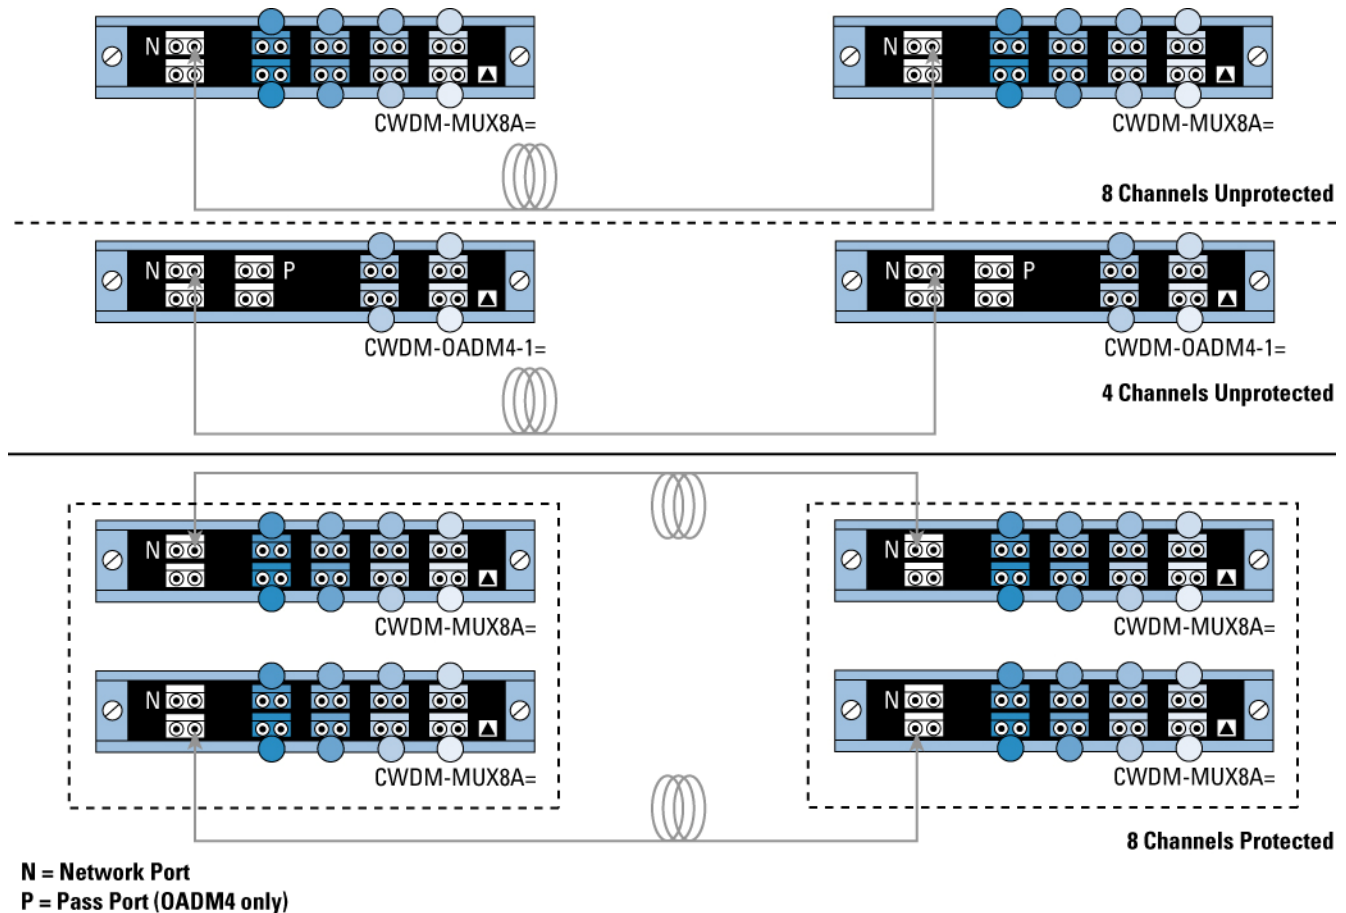 N N
CWDM-MUX8A= CWDM-MUX8A=
8 Channels Unprotected
N P N P
CWDM-OADM4-1= CWDM-OADM4-1=
4 Channels Unprotected
N N
CWDM-MUX8A= CWDM-MUX8A=
N N
CWDM-MUX8A= CWDM-MUX8A=
8 Channels Protected
N = Network Port
P = Pass Port (OADM4 only)